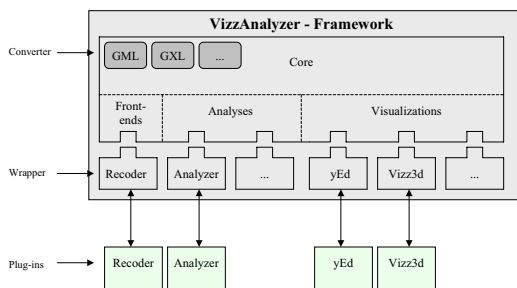 VizzAnalyzer - Framework
Converter
GML
GXL
...
Core
Front-
ends
Analyses
Visualizations
Wrapper
Recoder
Analyzer
...
yEd
Vizz3d
...
Plug-ins
Recoder
Analyzer
yEd
Vizz3d